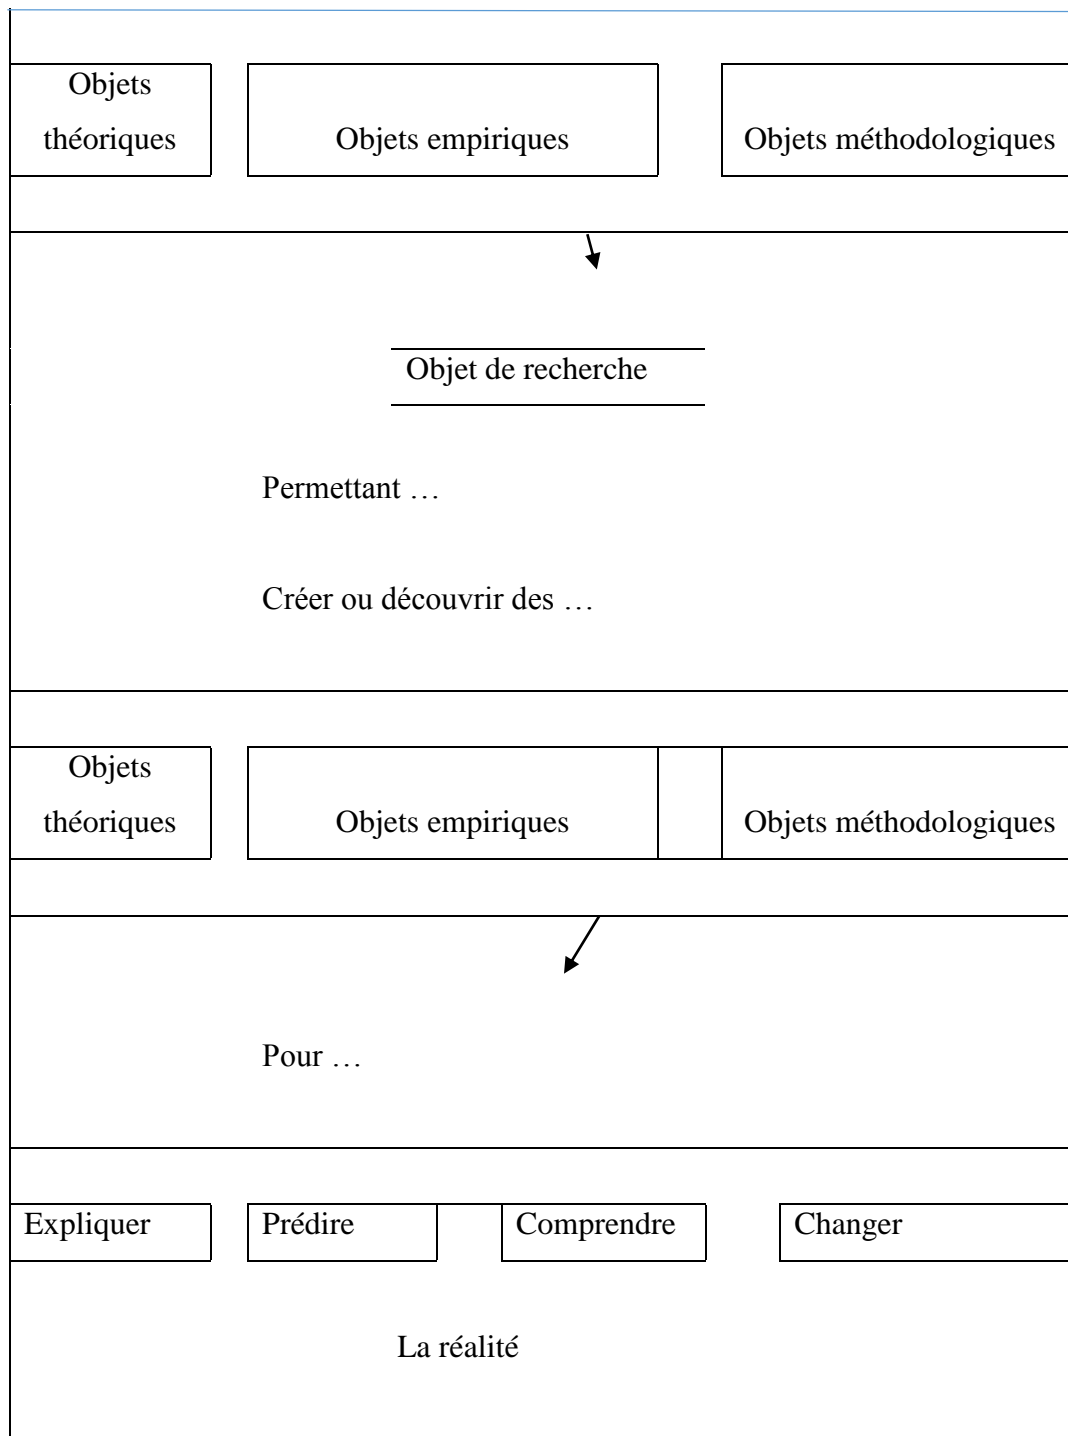 Objets
théoriques
Objets empiriques
Objets méthodologiques
Objet de recherche
Permettant …
Créer ou découvrir des …
Objets
théoriques
Objets empiriques
Objets méthodologiques
Pour …
Expliquer
Prédire
Comprendre
Changer
La réalité